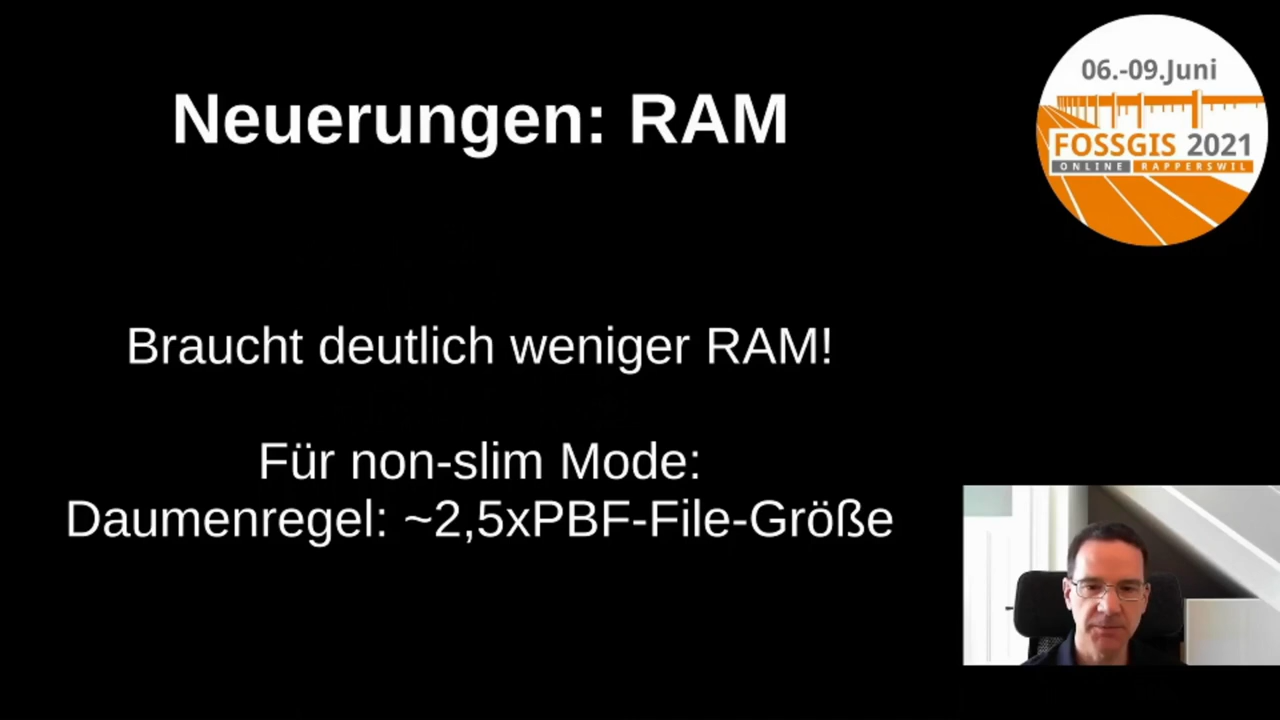 Neuerungen: RAM
06.-09.Juni
FOSSGIS 2021
ONLINE RAPPERSWIL
Braucht deutlich weniger RAM!
Für non-slim Mode:
Daumenregel: ~2,5xPBF-File-Größe